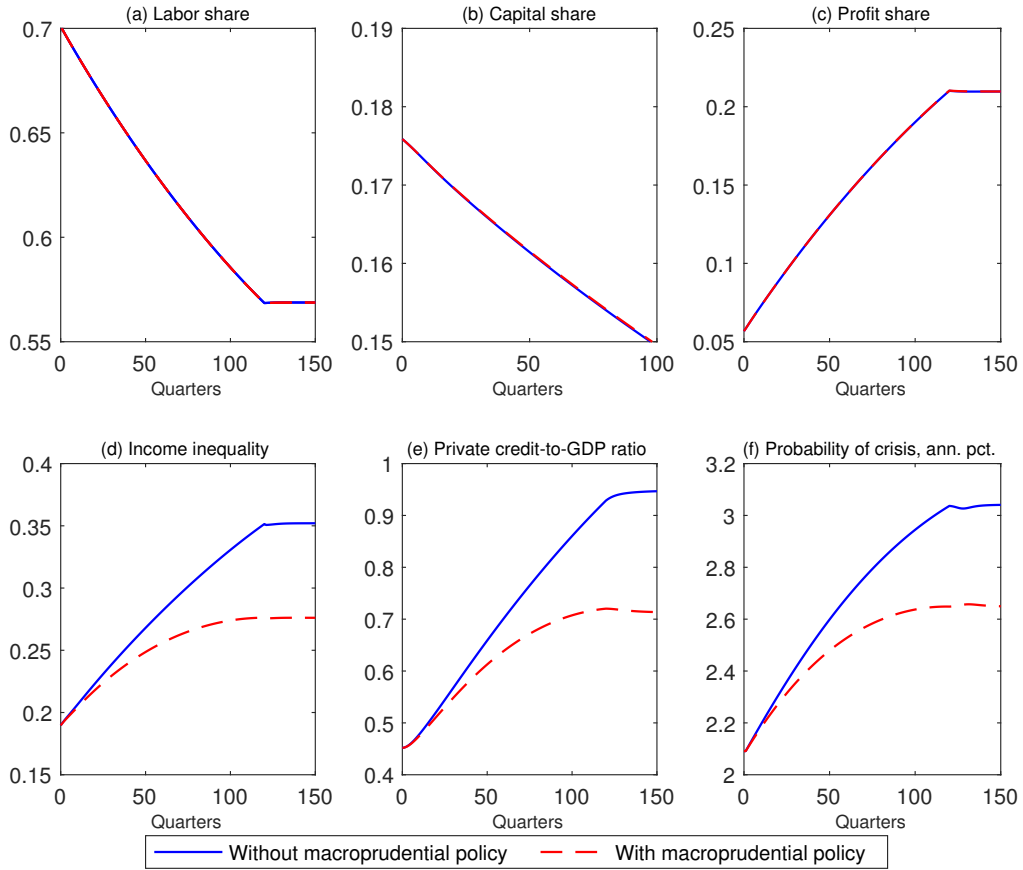 (a) Labor share
0.7
0.65
0.6
0.55
0 50 100 150
Quarters
(b) Capital share
0.19
0.18
0.17
0.16
0.15
0 50 100
Quarters
(c) Profit share
0.25
0.2
0.15
0.1
0.05
0 50 100 150
Quarters
(d) Income inequality
0.4
0.35
0.3
0.25
0.2
0.15
0 50 100 150
Quarters
(e) Private credit-to-GDP ratio
1
0.9
0.8
0.7
0.6
0.5
0.4
0 50 100 150
Quarters
(f) Probability of crisis, ann. pct.
3.2
3
2.8
2.6
2.4
2.2
2
0 50 100 150
Quarters
Without macroprudential policy With macroprudential policy